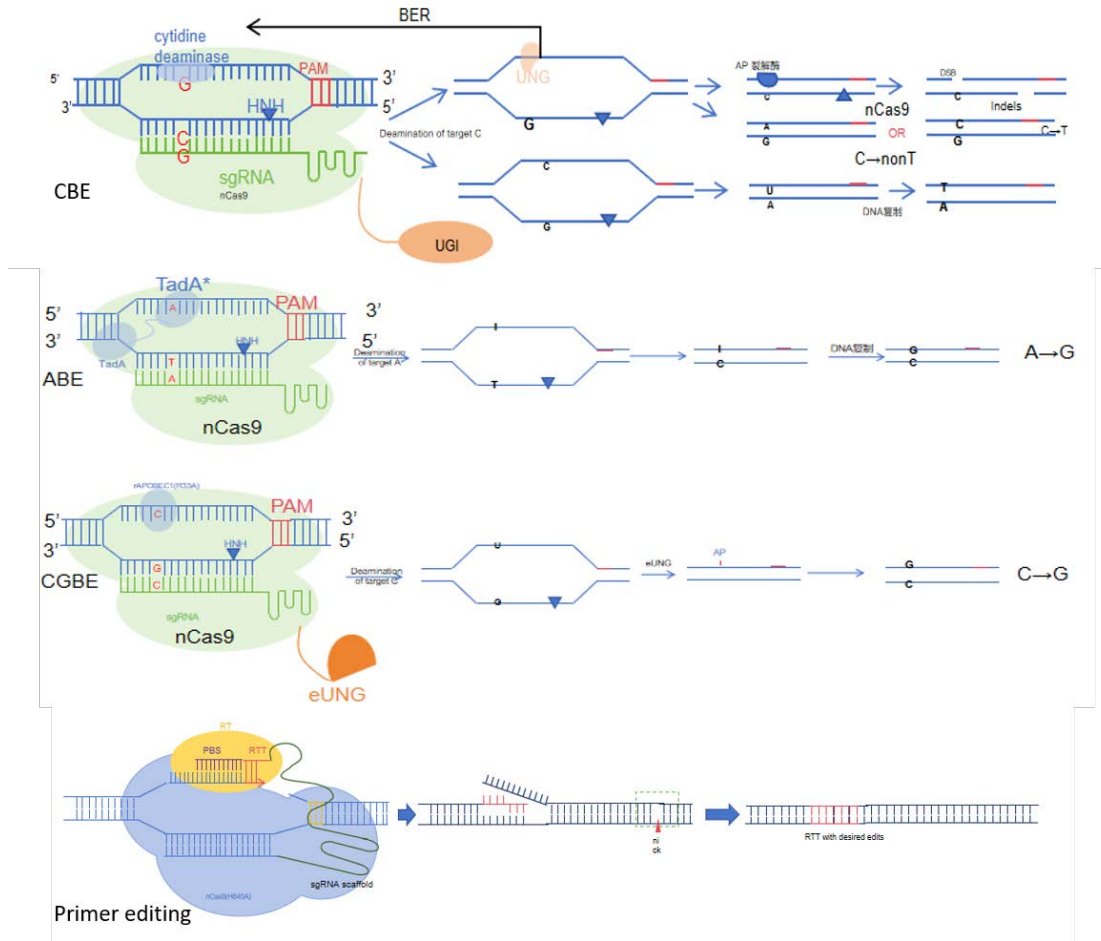 BER
cytidine
deaminase
PAM
5'
3'
3'
5'
G
HNH
C
G
sgRNA
nCas9
CBE
UGI
Deamination of target C
UNG
G
C
G
AP 裂解酶
C
nCas9
A
G
OR
C→nonT
U
A
DNA复制
DSB
C
Indels
C
G
C→T
T
A
TadA*
A
PAM
5'
3'
3'
5'
HNH
TadA
T
A
ABE
sgRNA
nCas9
Deamination
of target A
I
T
I
C
DNA复制
G
C
A→G
rAPOBEC1(R33A)
C
PAM
5'
3'
3'
5'
HNH
G
C
CGBE
sgRNA
nCas9
eUNG
Deamination
of target C
U
G
eUNG
AP
G
C
C→G
RT
PBS
RTT
sgRNA scaffold
nCas9(H840A)
Primer editing
ni
ck
RTT with desired edits